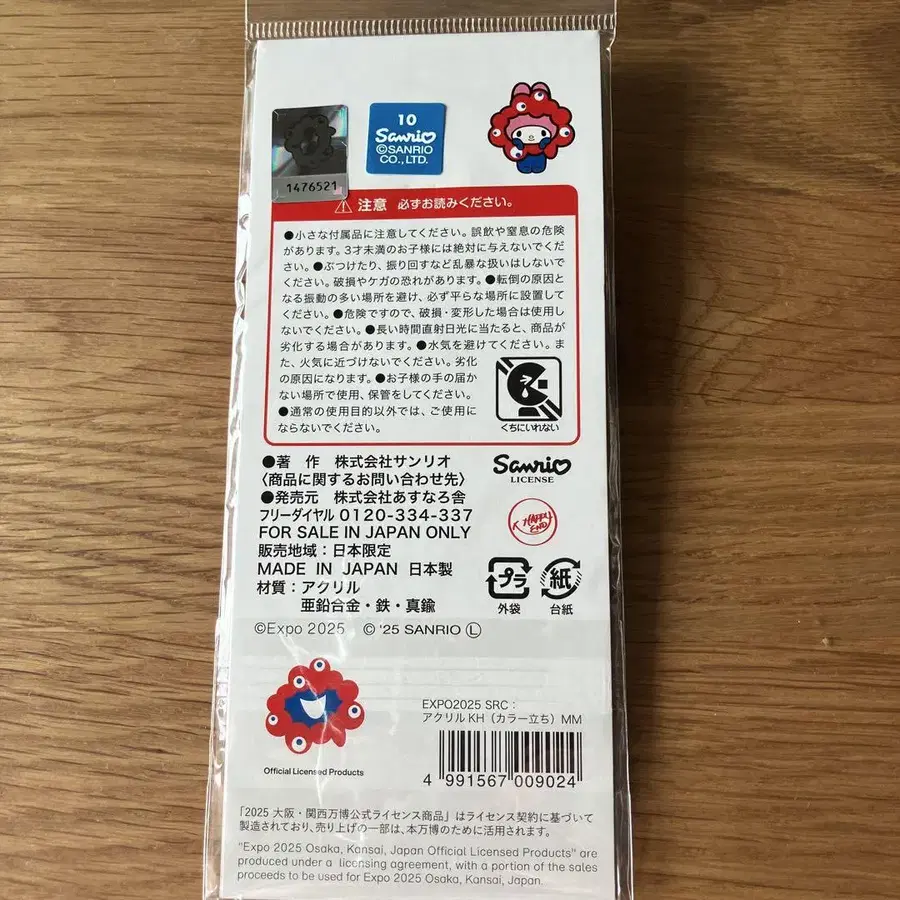 1476521
10
Sanrio
©SANRIO
CO., LTD.
⚠ 注意 必ずお読みください。
●小さな付属品に注意してください。誤飲や窒息の危険
があります。3才未満のお子様には絶対に与えないでくだ
さい。●ぶつけたり、振り回すなど乱暴な扱いはしないで
ください。破損やケガの恐れがあります。●転倒の原因と
なる振動の多い場所を避け、必ず平らな場所に設置して
ください。●危険ですので、破損・変形した場合は使用し
ないでください。●長い時間直射日光に当たると、商品が
劣化する場合があります。●水気を避けてください。ま
た、火気に近づけないでください。劣化
の原因になります。●お子様の手の届か
ない場所で使用、保管をしてください。
●通常の使用目的以外では、ご使用に
ならないでください。
くちにいれない
●著 作 株式会社サンリオ
〈商品に関するお問い合わせ先〉
●発売元 株式会社あすなろ舎
フリーダイヤル 0120-334-337
FOR SALE IN JAPAN ONLY
販売地域：日本限定
MADE IN JAPAN 日本製
材質：アクリル
亜鉛合金・鉄・真鍮
Sanrio
LICENSE
K HAPPY
END
プラ
外袋
紙
台紙
©Expo 2025 © '25 SANRIO Ⓛ
Official Licensed Products
EXPO2025 SRC：
アクリル KH（カラー立ち）MM
4 991567 009024
「2025 大阪・関西万博公式ライセンス商品」はライセンス契約に基づいて
製造されており、売り上げの一部は、本万博のために活用されます。
"Expo 2025 Osaka, Kansai, Japan Official Licensed Products" are
produced under a licensing agreement, with a portion of the sales
proceeds to be used for Expo 2025 Osaka, Kansai, Japan.